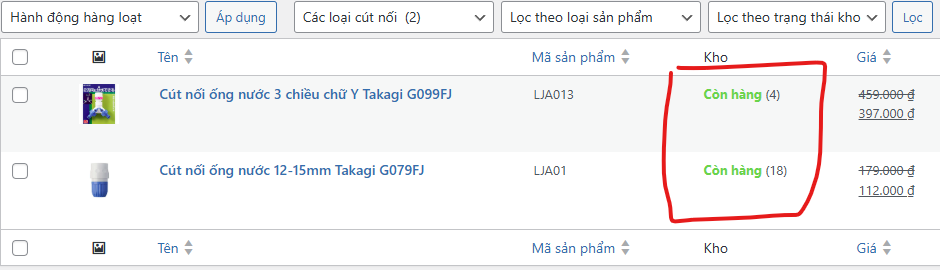 Hành động hàng loạt Áp dụng Các loại cút nối (2) Lọc theo loại sản phẩm Lọc theo trạng thái kho Lọc
Tên Mã sản phẩm Kho Giá
Cút nối ống nước 3 chiều chữ Y Takagi G099FJ LJA013 Còn hàng (4) 459.000 ₫
397.000 ₫
Cút nối ống nước 12-15mm Takagi G079FJ LJA01 Còn hàng (18) 179.000 ₫
112.000 ₫
Tên Mã sản phẩm Kho Giá